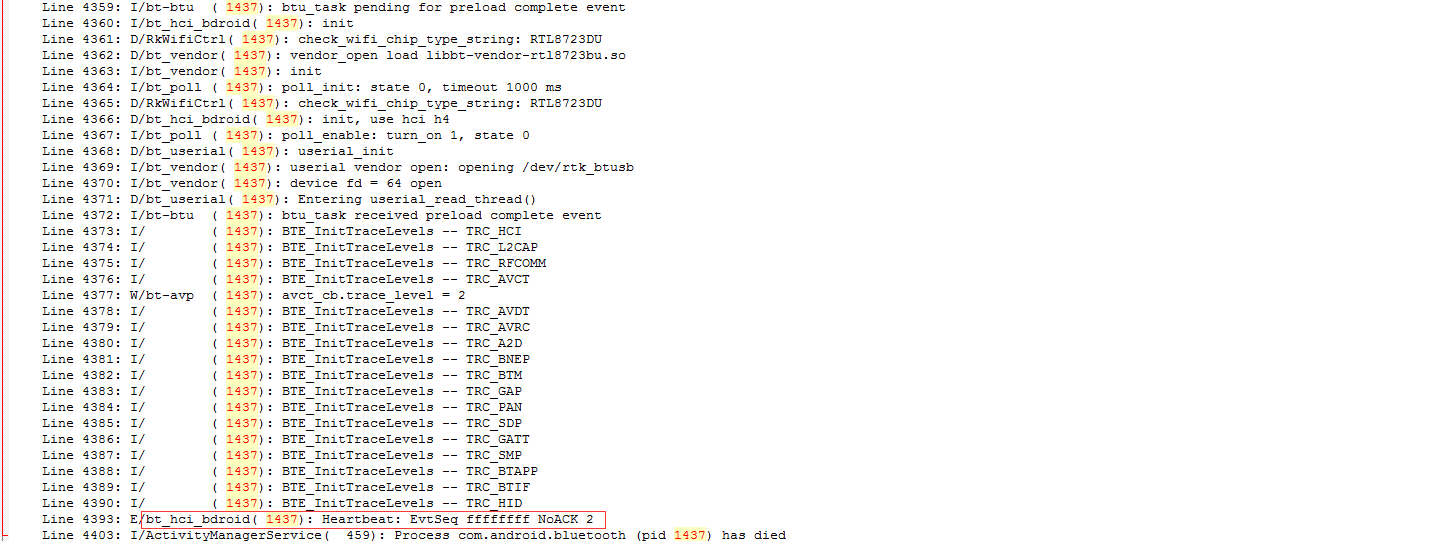 Line 4359: I/bt-btu  ( 1437): btu_task pending for preload complete event
Line 4360: I/bt_hci_bdroid( 1437): init
Line 4361: D/RkWifiCtrl( 1437): check_wifi_chip_type_string: RTL8723DU
Line 4362: D/bt_vendor( 1437): vendor_open load libbt-vendor-rtl8723bu.so
Line 4363: I/bt_vendor( 1437): init
Line 4364: I/bt_poll ( 1437): poll_init: state 0, timeout 1000 ms
Line 4365: D/RkWifiCtrl( 1437): check_wifi_chip_type_string: RTL8723DU
Line 4366: D/bt_hci_bdroid( 1437): init, use hci h4
Line 4367: I/bt_poll ( 1437): poll_enable: turn_on 1, state 0
Line 4368: D/bt_userial( 1437): userial_init
Line 4369: I/bt_vendor( 1437): userial vendor open: opening /dev/rtk_btusb
Line 4370: I/bt_vendor( 1437): device fd = 64 open
Line 4371: D/bt_userial( 1437): Entering userial_read_thread()
Line 4372: I/bt-btu  ( 1437): btu_task received preload complete event
Line 4373: I/        ( 1437): BTE_InitTraceLevels -- TRC_HCI
Line 4374: I/        ( 1437): BTE_InitTraceLevels -- TRC_L2CAP
Line 4375: I/        ( 1437): BTE_InitTraceLevels -- TRC_RFCOMM
Line 4376: I/        ( 1437): BTE_InitTraceLevels -- TRC_AVCT
Line 4377: W/bt-avp  ( 1437): avct_cb.trace_level = 2
Line 4378: I/        ( 1437): BTE_InitTraceLevels -- TRC_AVDT
Line 4379: I/        ( 1437): BTE_InitTraceLevels -- TRC_AVRC
Line 4380: I/        ( 1437): BTE_InitTraceLevels -- TRC_A2D
Line 4381: I/        ( 1437): BTE_InitTraceLevels -- TRC_BNEP
Line 4382: I/        ( 1437): BTE_InitTraceLevels -- TRC_BTM
Line 4383: I/        ( 1437): BTE_InitTraceLevels -- TRC_GAP
Line 4384: I/        ( 1437): BTE_InitTraceLevels -- TRC_PAN
Line 4385: I/        ( 1437): BTE_InitTraceLevels -- TRC_SDP
Line 4386: I/        ( 1437): BTE_InitTraceLevels -- TRC_GATT
Line 4387: I/        ( 1437): BTE_InitTraceLevels -- TRC_SMP
Line 4388: I/        ( 1437): BTE_InitTraceLevels -- TRC_BTAPP
Line 4389: I/        ( 1437): BTE_InitTraceLevels -- TRC_BTIF
Line 4390: I/        ( 1437): BTE_InitTraceLevels -- TRC_HID
Line 4393: E/bt_hci_bdroid( 1437): Heartbeat: EvtSeq ffffffff NoACK 2
Line 4403: I/ActivityManagerService(  459): Process com.android.bluetooth (pid 1437) has died